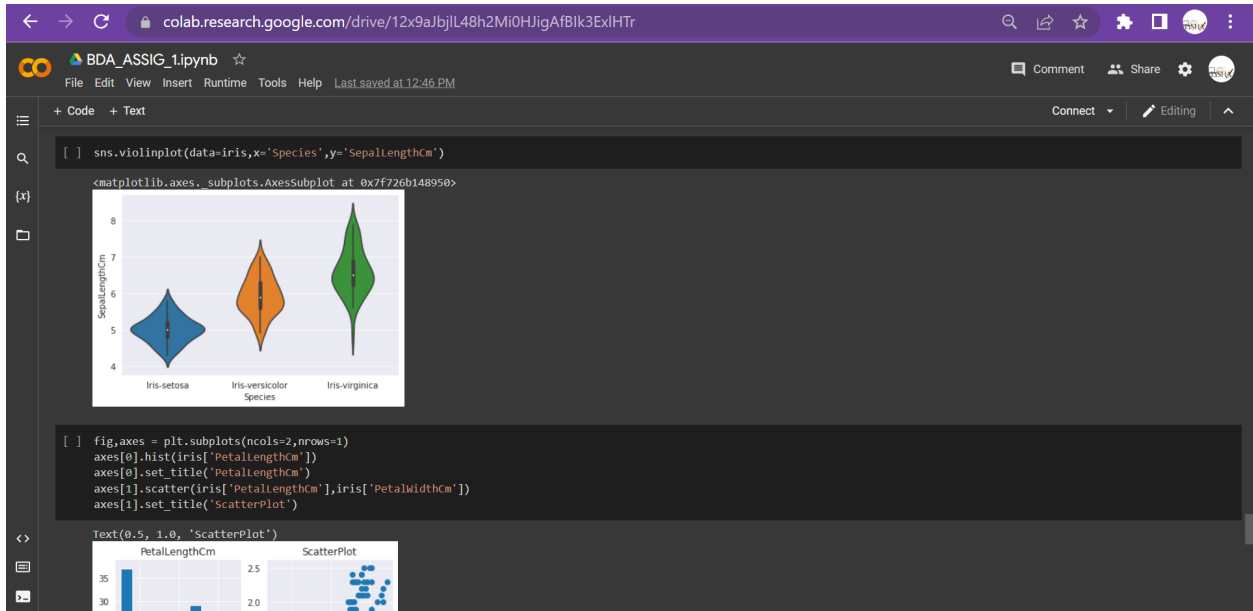 colab.research.google.com/drive/12x9aJbjlL48h2Mi0HJigAfBIk3ExlHTr
CO BDA_ASSIG_1.ipynb
File Edit View Insert Runtime Tools Help Last saved at 12:46 PM
Comment Share
+ Code + Text
Connect Editing
[ ] sns.violinplot(data=iris,x='Species',y='SepalLengthCm')
<matplotlib.axes._subplots.AxesSubplot at 0x7f726b148950>
{x}
8
7
6
5
4
SepalLengthCm
Iris-setosa Iris-versicolor Iris-virginica
Species
[ ] fig,axes = plt.subplots(ncols=2,nrows=1)
axes[0].hist(iris['PetalLengthCm'])
axes[0].set_title('PetalLengthCm')
axes[1].scatter(iris['PetalLengthCm'],iris['PetalWidthCm'])
axes[1].set_title('ScatterPlot')
Text(0.5, 1.0, 'ScatterPlot')
PetalLengthCm ScatterPlot
35
30
2.5
2.0